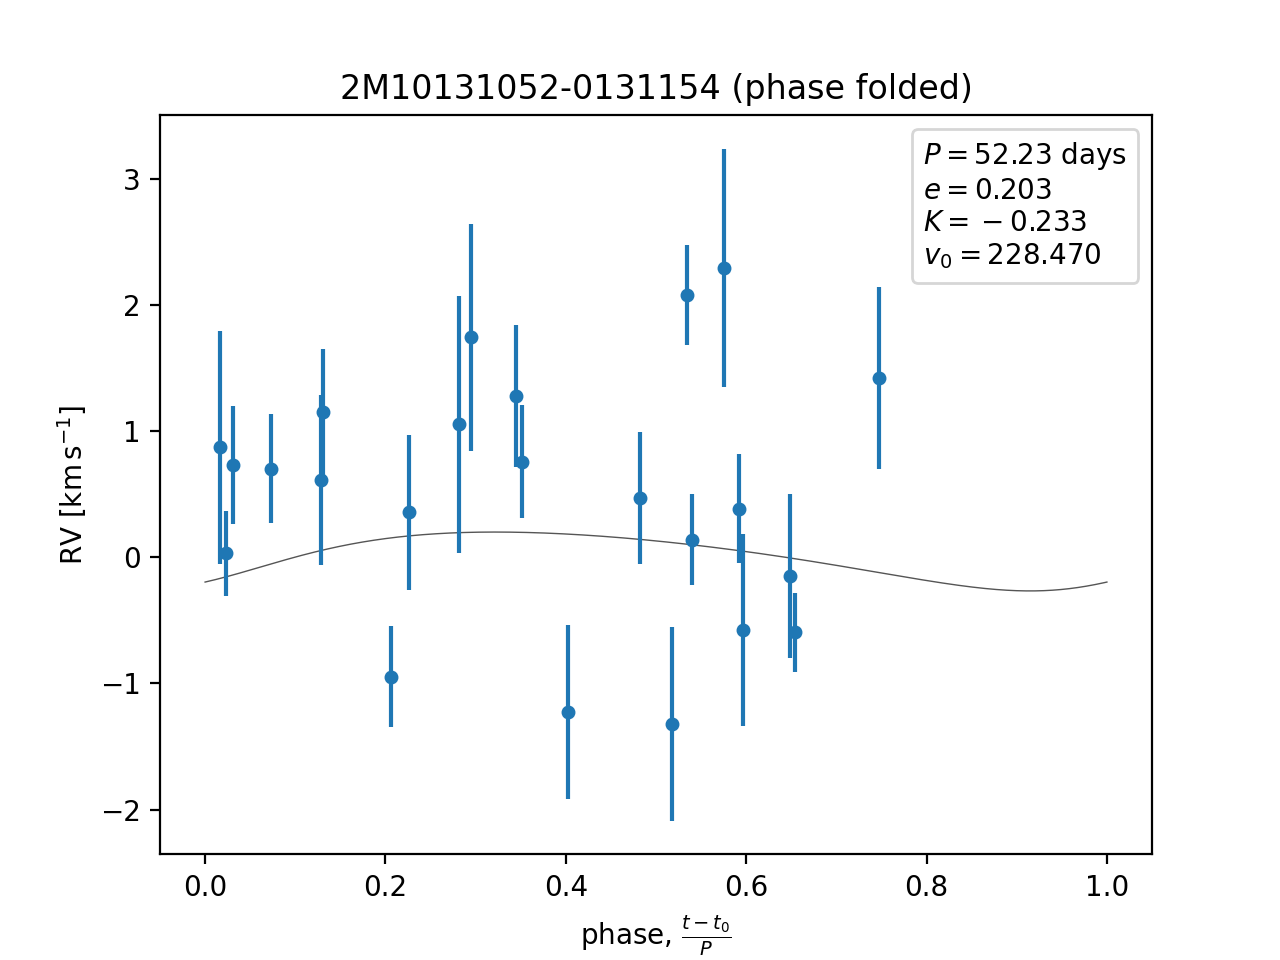 2M10131052-0131154 (phase folded)
P = 52.23 days
e = 0.203
K = −0.233
v₀ = 228.470
3
2
1
0
−1
−2
RV [km s⁻¹]
0.0 0.2 0.4 0.6 0.8 1.0
phase, (t − t₀)/P